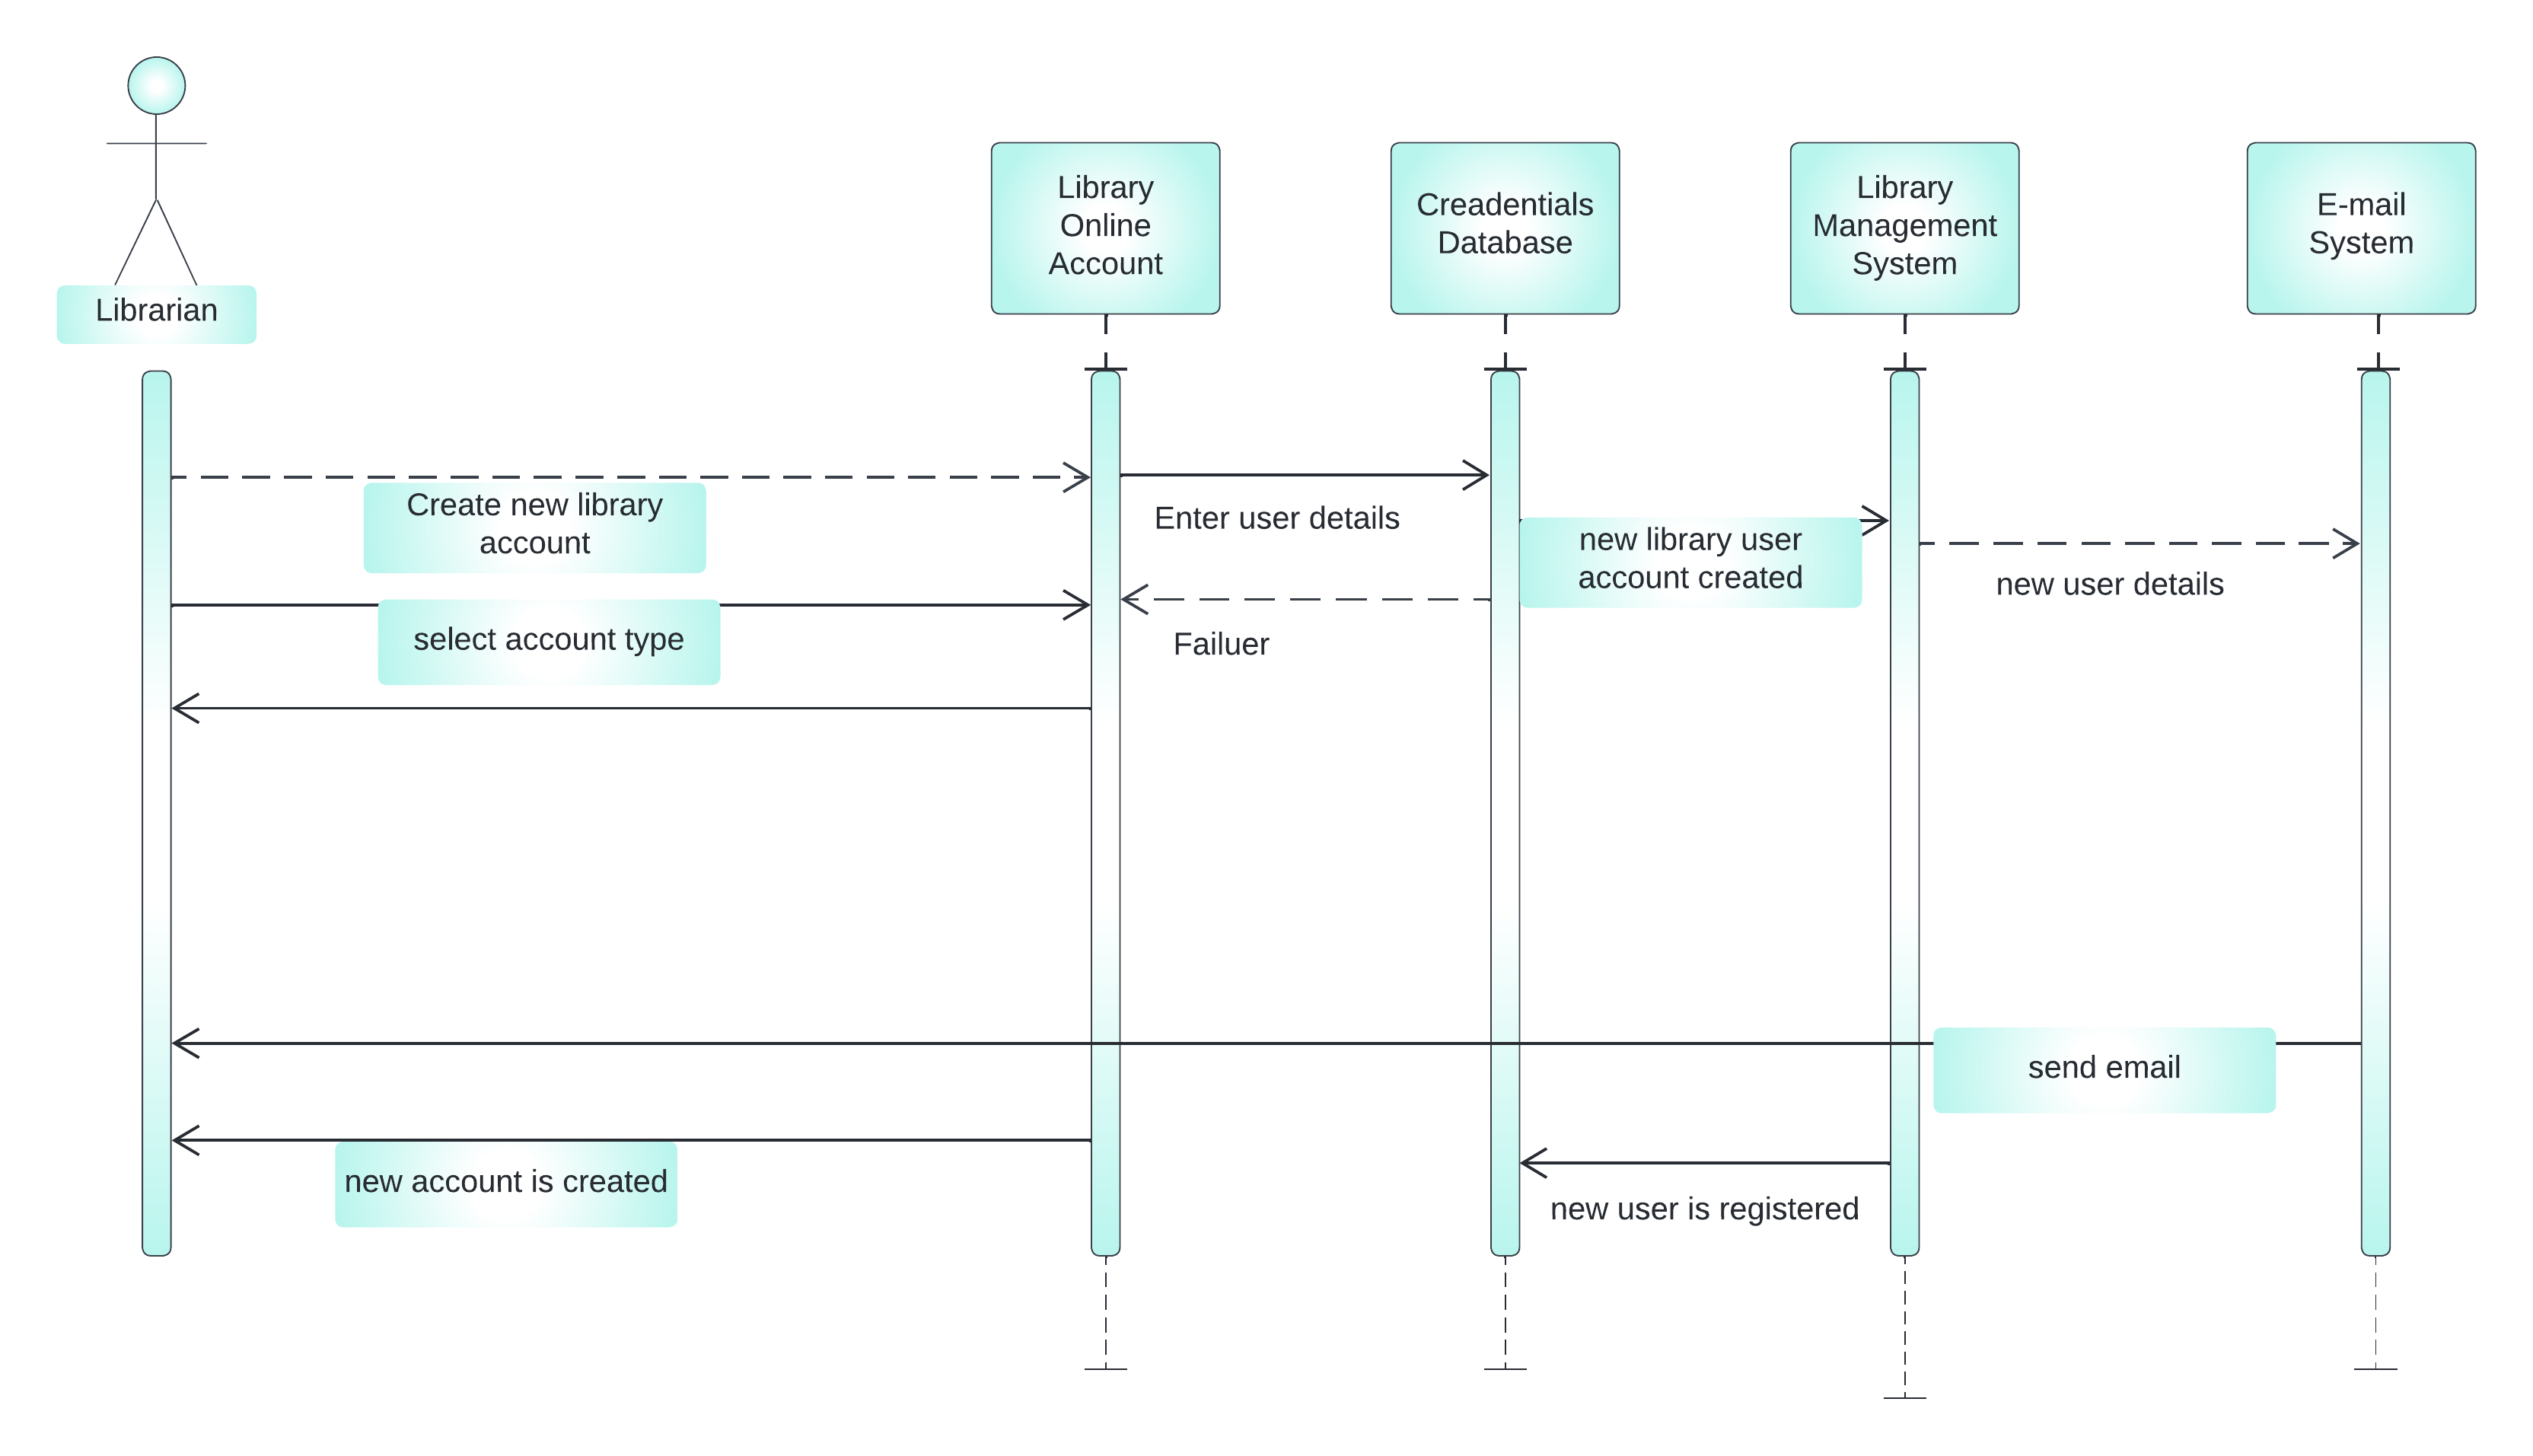 Librarian
Library
Online
Account
Creadentials
Database
Library
Management
System
E-mail
System
Create new library
account
Enter user details
new library user
account created
new user details
select account type
Failuer
send email
new account is created
new user is registered